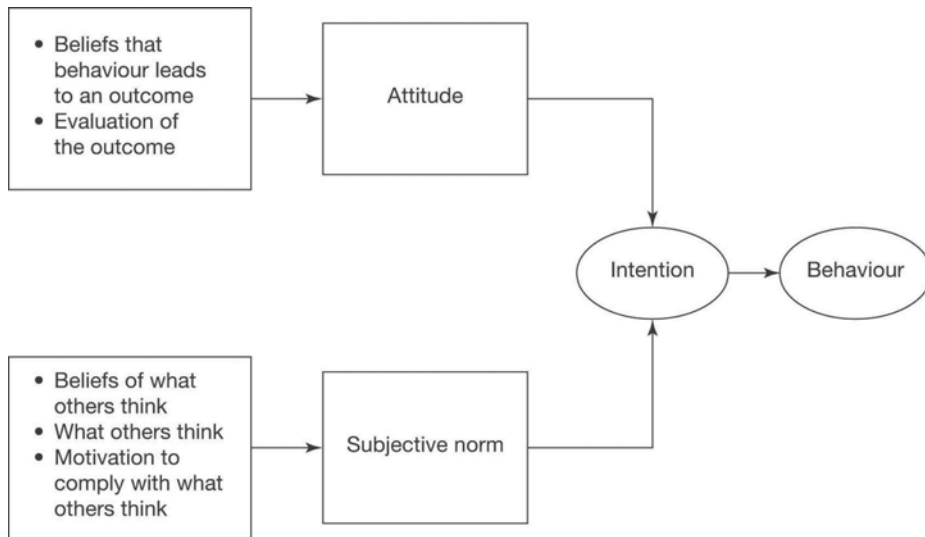 • Beliefs that
behaviour leads
to an outcome
• Evaluation of
the outcome
Attitude
Intention
Behaviour
• Beliefs of what
others think
• What others think
• Motivation to
comply with what
others think
Subjective norm